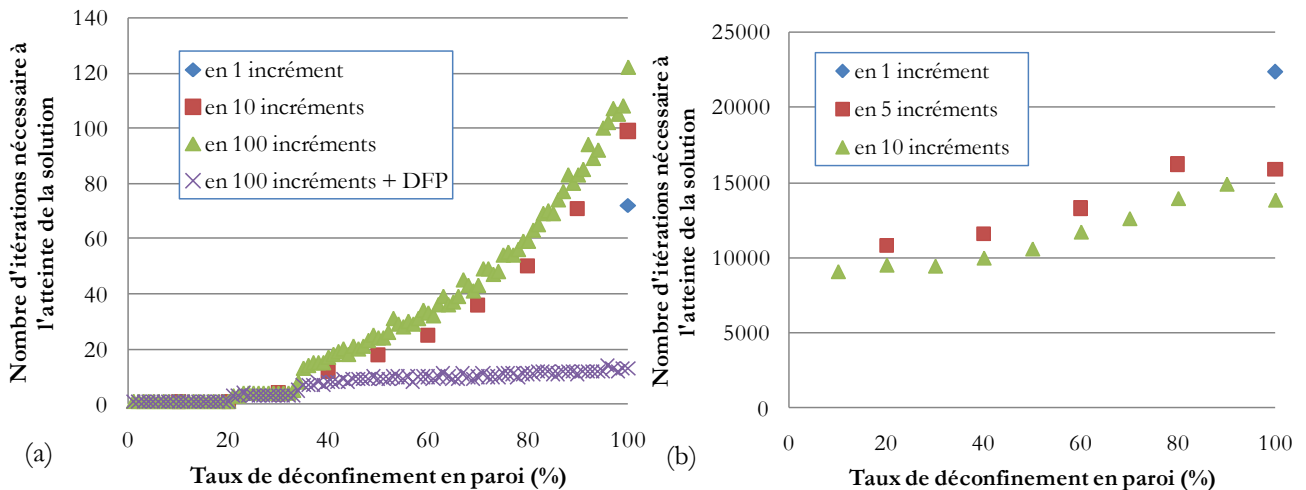 Nombre d'itérations nécessaire à
l'atteinte de la solution
140
120
100
80
60
40
20
0
en 1 incrément
en 10 incréments
en 100 incréments
en 100 incréments + DFP
0 20 40 60 80 100
(a)
Taux de déconfinement en paroi (%)
Nombre d'itérations nécessaire à
l'atteinte de la solution
25000
20000
15000
10000
5000
0
en 1 incrément
en 5 incréments
en 10 incréments
0 20 40 60 80 100
(b)
Taux de déconfinement en paroi (%)